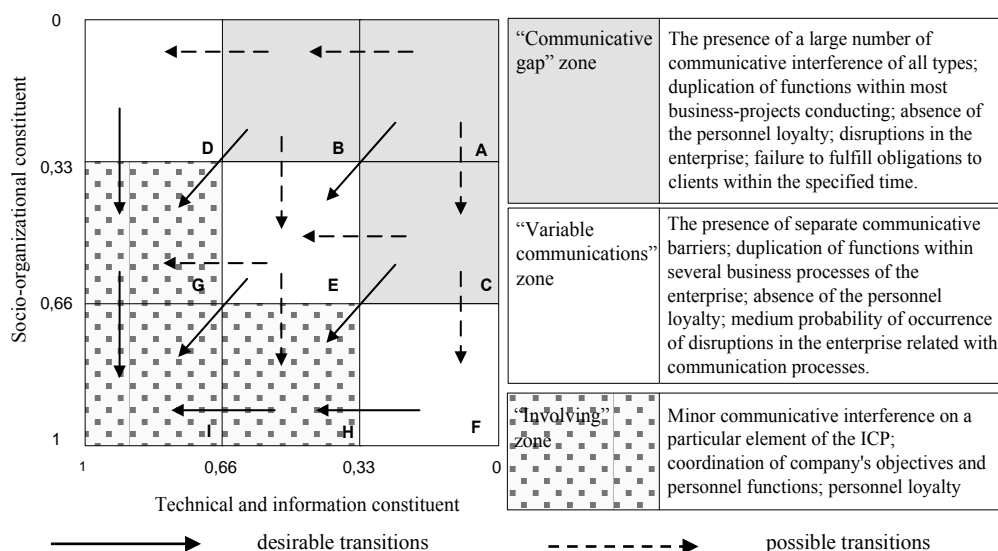 0
0,33
0,66
1
Socio-organizational constituent
D
B
A
G
E
C
I
H
F
1
0,66
0,33
0
Technical and information constituent
“Communicative
gap” zone
The presence of a large number of
communicative interference of all types;
duplication of functions within most
business-projects conducting; absence of
the personnel loyalty; disruptions in the
enterprise; failure to fulfill obligations to
clients within the specified time.
“Variable
communications”
zone
The presence of separate communicative
barriers; duplication of functions within
several business processes of the
enterprise; absence of the personnel
loyalty; medium probability of occurrence
of disruptions in the enterprise related with
communication processes.
“Involving”
zone
Minor communicative interference on a
particular element of the ICP;
coordination of company's objectives and
personnel functions; personnel loyalty
desirable transitions
possible transitions